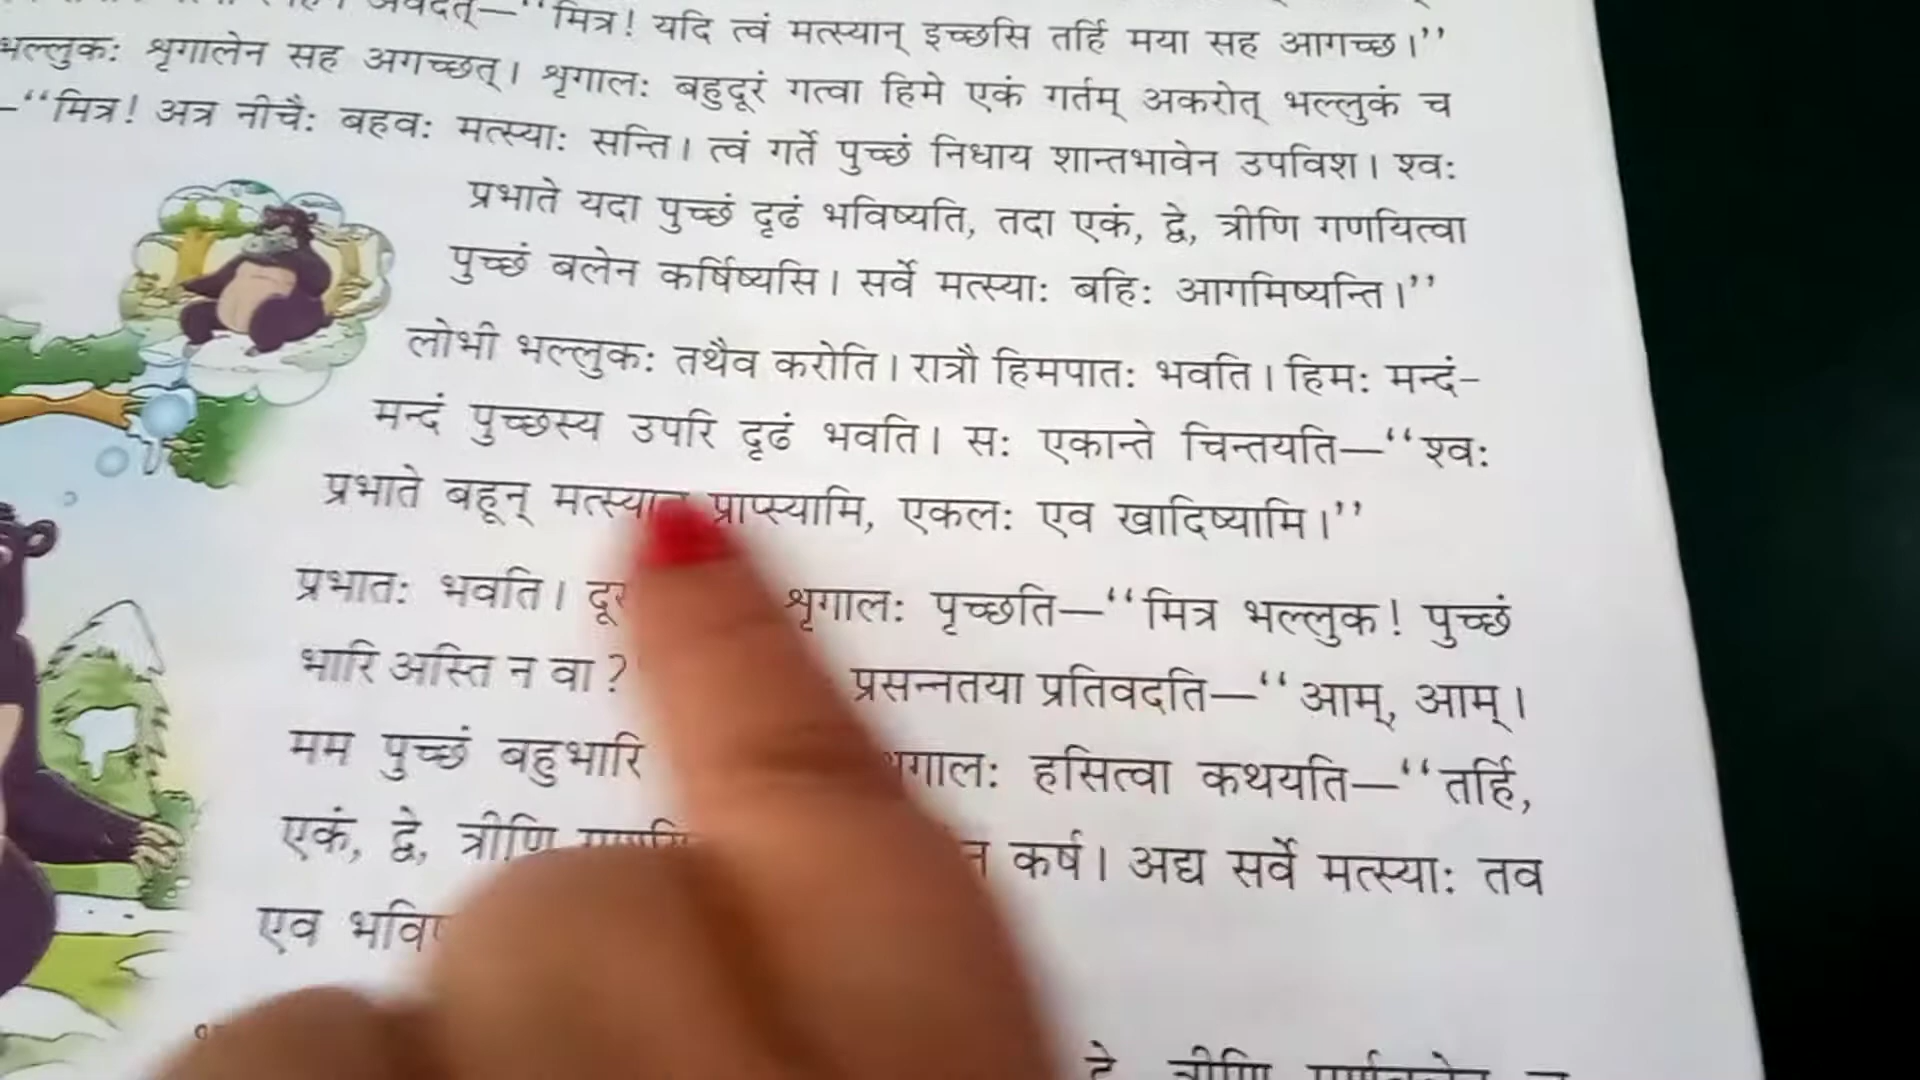 अवदत्—‘‘मित्र! यदि त्वं मत्स्यान् इच्छसि तर्हि मया सह आगच्छ।’’
भल्लुकः शृगालेन सह अगच्छत्। शृगालः बहुदूरं गत्वा हिमे एकं गर्तम् अकरोत् भल्लुकं च
—‘‘मित्र! अत्र नीचैः बहवः मत्स्याः सन्ति। त्वं गर्ते पुच्छं निधाय शान्तभावेन उपविश। श्वः
प्रभाते यदा पुच्छं दृढं भविष्यति, तदा एकं, द्वे, त्रीणि गणयित्वा
पुच्छं बलेन कर्षिष्यसि। सर्वे मत्स्याः बहिः आगमिष्यन्ति।’’
लोभी भल्लुकः तथैव करोति। रात्रौ हिमपातः भवति। हिमः मन्दं-
मन्दं पुच्छस्य उपरि दृढं भवति। सः एकान्ते चिन्तयति—‘‘श्वः
प्रभाते बहून् मत्स्यान् प्राप्स्यामि, एकलः एव खादिष्यामि।’’
प्रभातः भवति। शृगालः पृच्छति—‘‘मित्र भल्लुक! पुच्छं
भारि अस्ति न वा? प्रसन्नतया प्रतिवदति—‘‘आम्, आम्।
मम पुच्छं बहुभारि हसित्वा कथयति—‘‘तर्हि,
एकं, द्वे, त्रीणि कर्ष। अद्य सर्वे मत्स्याः तव
एव